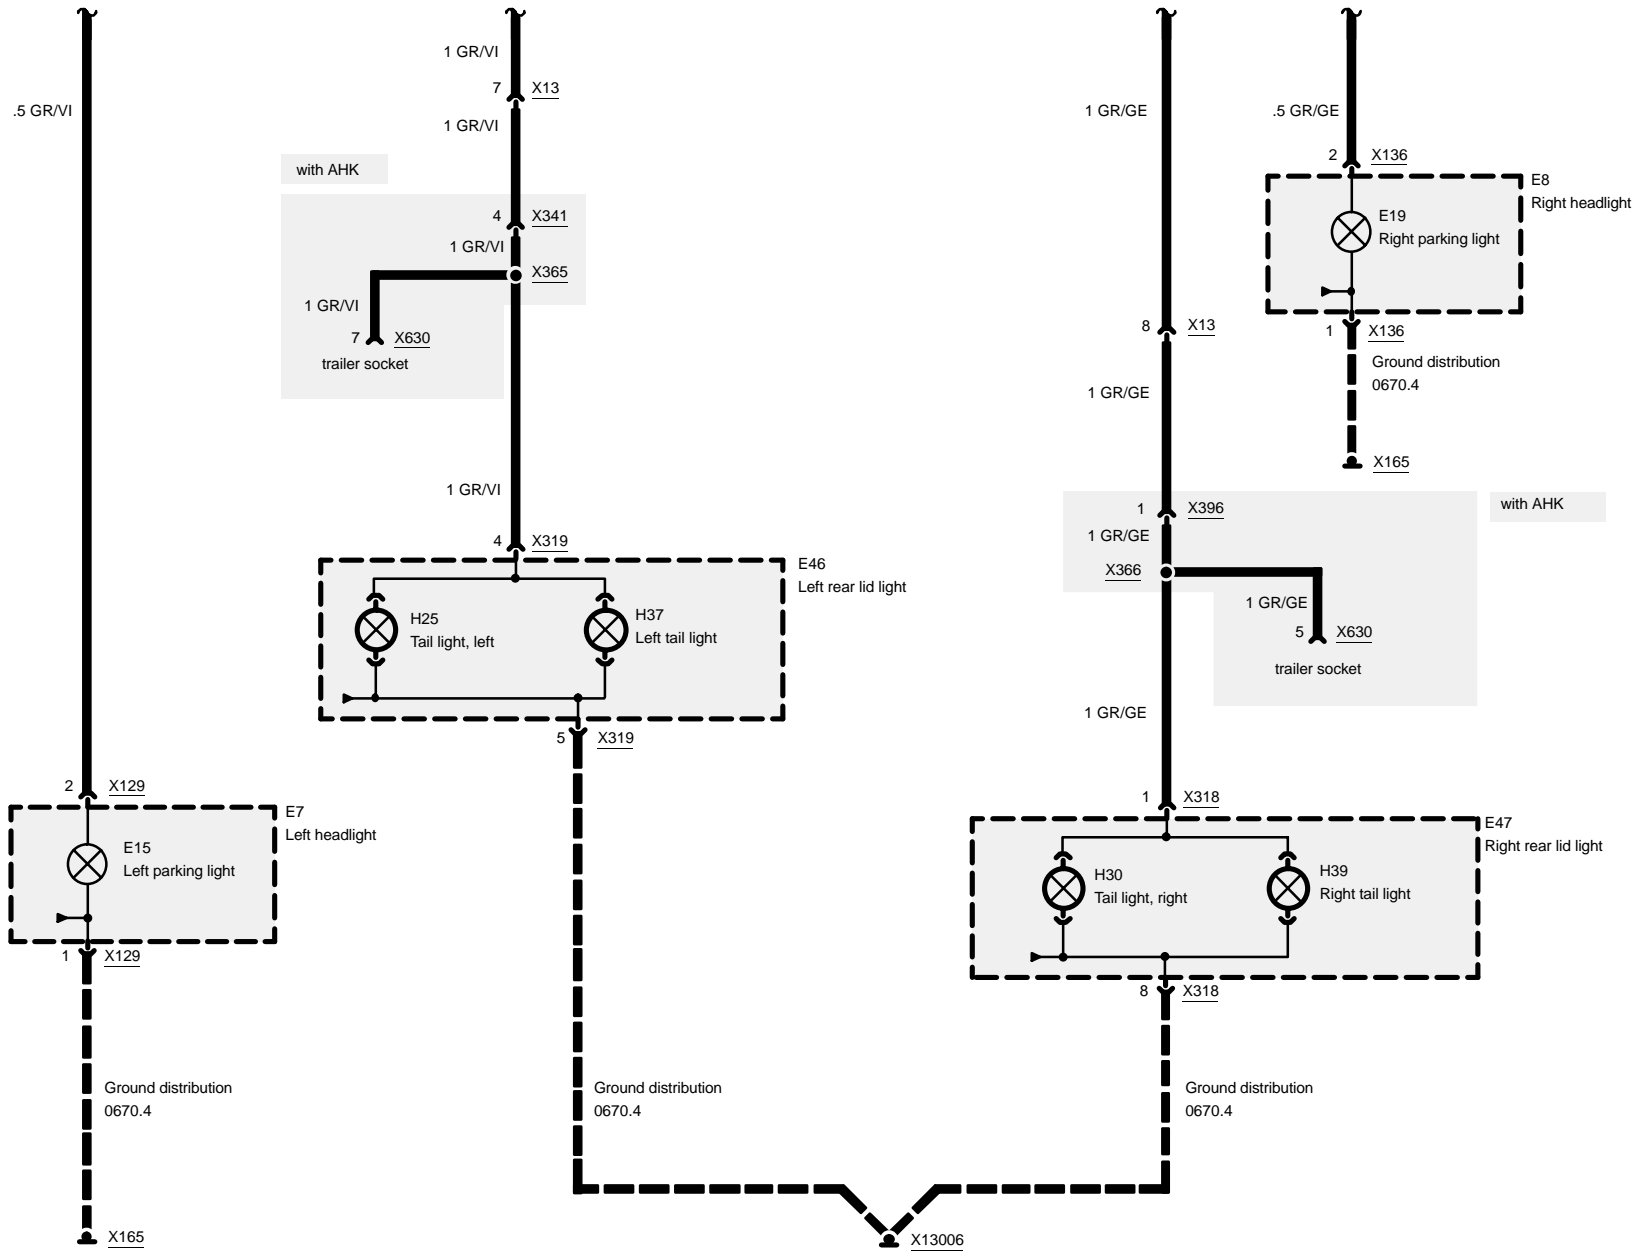 .5 GR/VI
2 X129
E7
Left headlight
E15
Left parking light
1 X129
Ground distribution
0670.4
X165
1 GR/VI
7 X13
1 GR/VI
with AHK
4 X341
1 GR/VI
X365
1 GR/VI
7 X630
trailer socket
1 GR/VI
4 X319
E46
Left rear lid light
H25
Tail light, left
H37
Left tail light
5 X319
Ground distribution
0670.4
X13006
1 GR/GE
8 X13
1 GR/GE
1 X396
1 GR/GE
X366
with AHK
1 GR/GE
5 X630
trailer socket
1 GR/GE
1 X318
E47
Right rear lid light
H30
Tail light, right
H39
Right tail light
8 X318
Ground distribution
0670.4
.5 GR/GE
2 X136
E8
Right headlight
E19
Right parking light
1 X136
Ground distribution
0670.4
X165